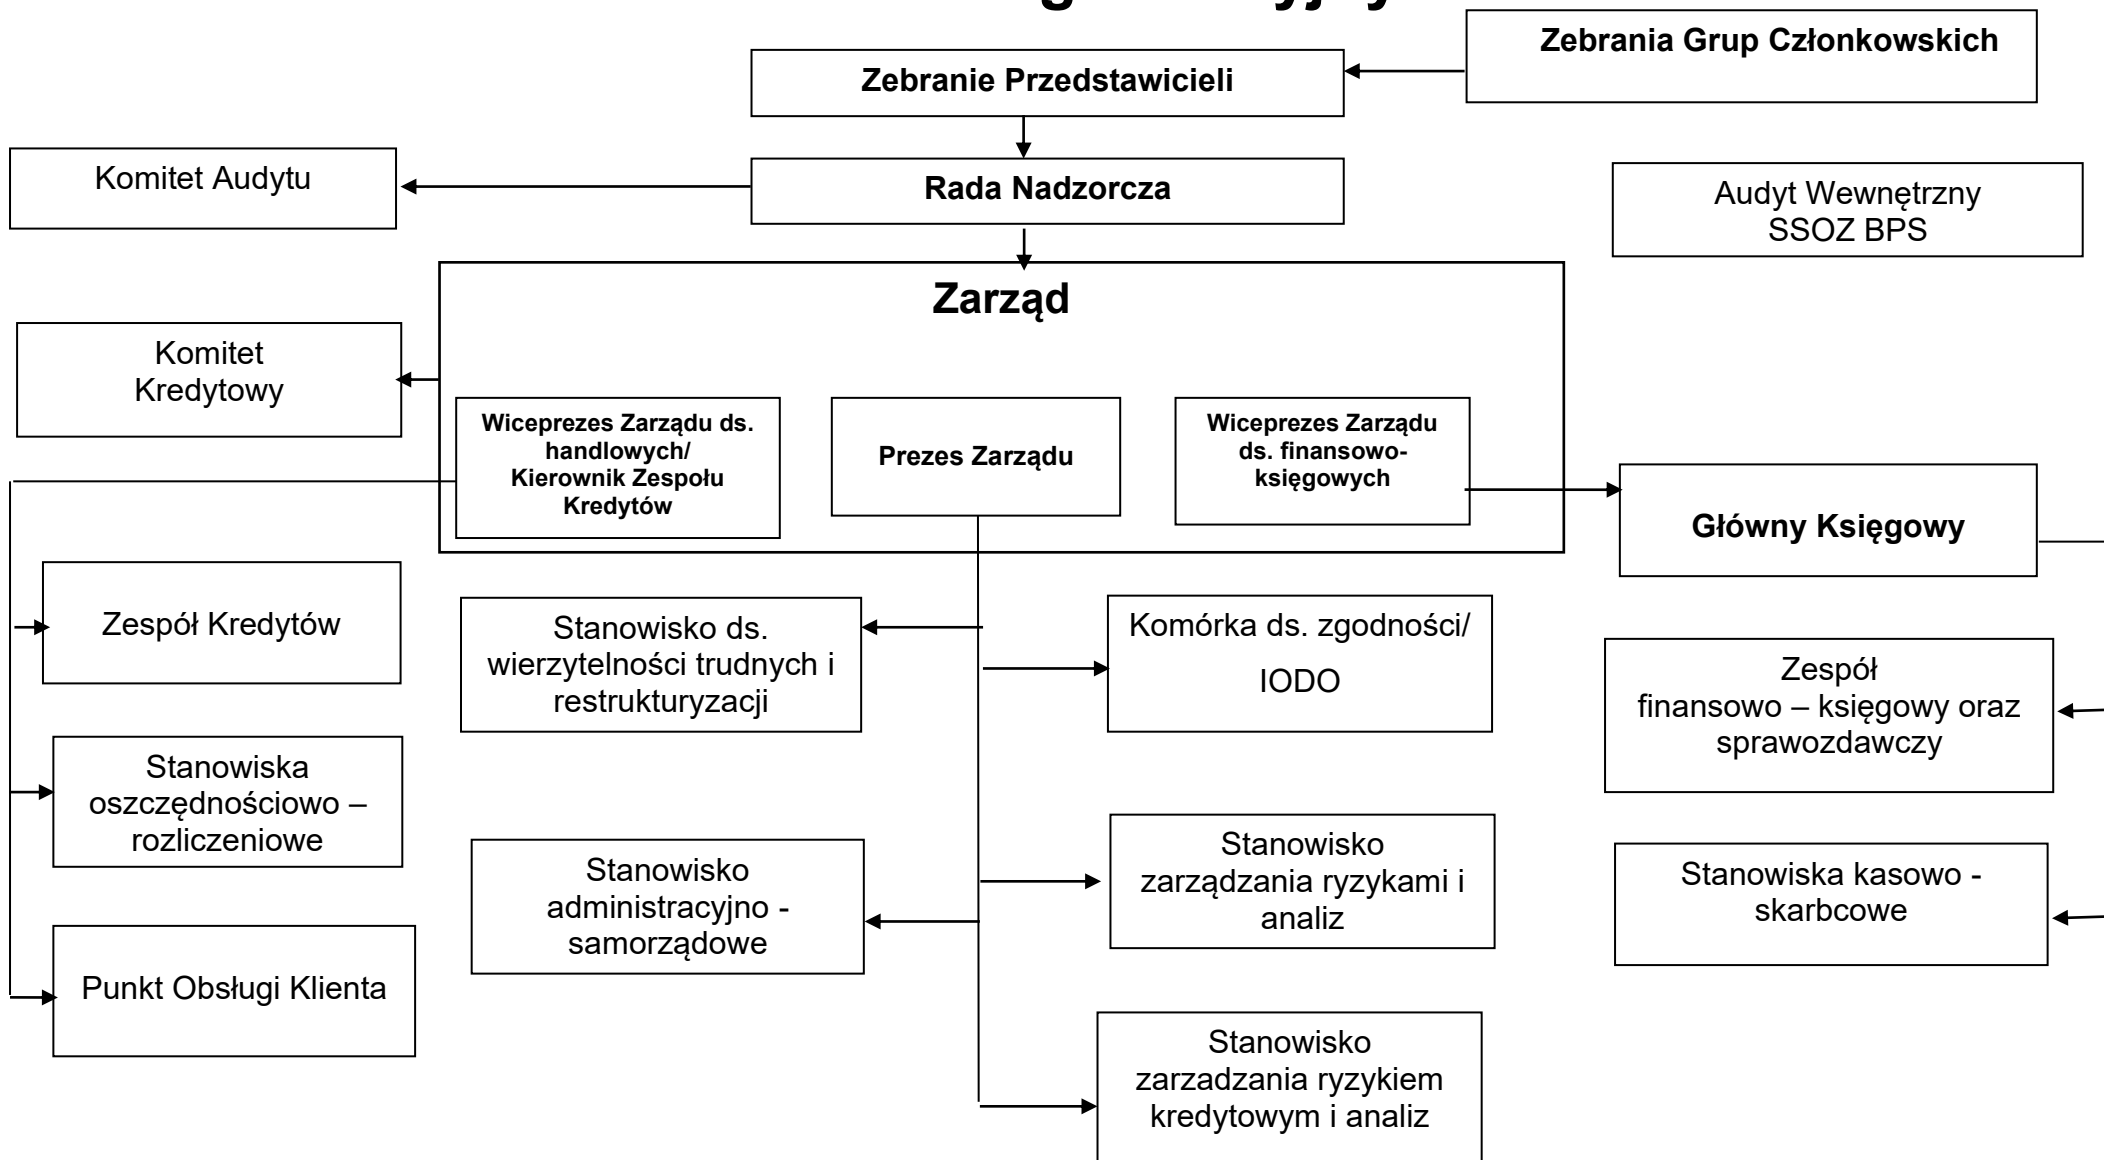 Zebrania Grup Członkowskich
Zebranie Przedstawicieli
Komitet Audytu
Rada Nadzorcza
Audyt Wewnętrzny
SSOZ BPS
Zarząd
Komitet
Kredytowy
Wiceprezes Zarządu ds.
handlowych/
Kierownik Zespołu
Kredytów
Prezes Zarządu
Wiceprezes Zarządu
ds. finansowo-
księgowych
Główny Księgowy
Zespół Kredytów
Stanowisko ds.
wierzytelności trudnych i
restrukturyzacji
Komórka ds. zgodności/
IODO
Zespół
finansowo – księgowy oraz
sprawozdawczy
Stanowiska
oszczędnościowo –
rozliczeniowe
Stanowisko
administracyjno -
samorządowe
Stanowisko
zarządzania ryzykami i
analiz
Stanowiska kasowo -
skarbcowe
Punkt Obsługi Klienta
Stanowisko
zarzadzania ryzykiem
kredytowym i analiz